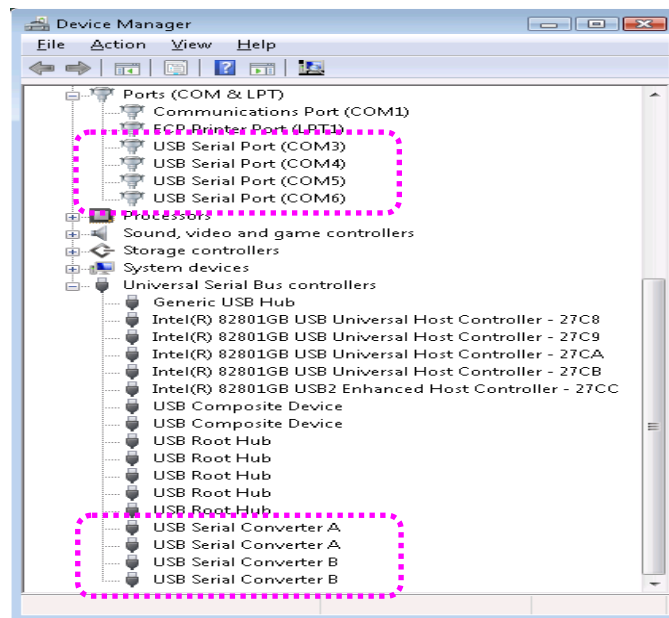 Device Manager
File Action View Help
Ports (COM & LPT)
Communications Port (COM1)
ECP Printer Port (LPT1)
USB Serial Port (COM3)
USB Serial Port (COM4)
USB Serial Port (COM5)
USB Serial Port (COM6)
Processors
Sound, video and game controllers
Storage controllers
System devices
Universal Serial Bus controllers
Generic USB Hub
Intel(R) 82801GB USB Universal Host Controller - 27C8
Intel(R) 82801GB USB Universal Host Controller - 27C9
Intel(R) 82801GB USB Universal Host Controller - 27CA
Intel(R) 82801GB USB Universal Host Controller - 27CB
Intel(R) 82801GB USB2 Enhanced Host Controller - 27CC
USB Composite Device
USB Composite Device
USB Root Hub
USB Root Hub
USB Root Hub
USB Root Hub
USB Root Hub
USB Serial Converter A
USB Serial Converter A
USB Serial Converter B
USB Serial Converter B